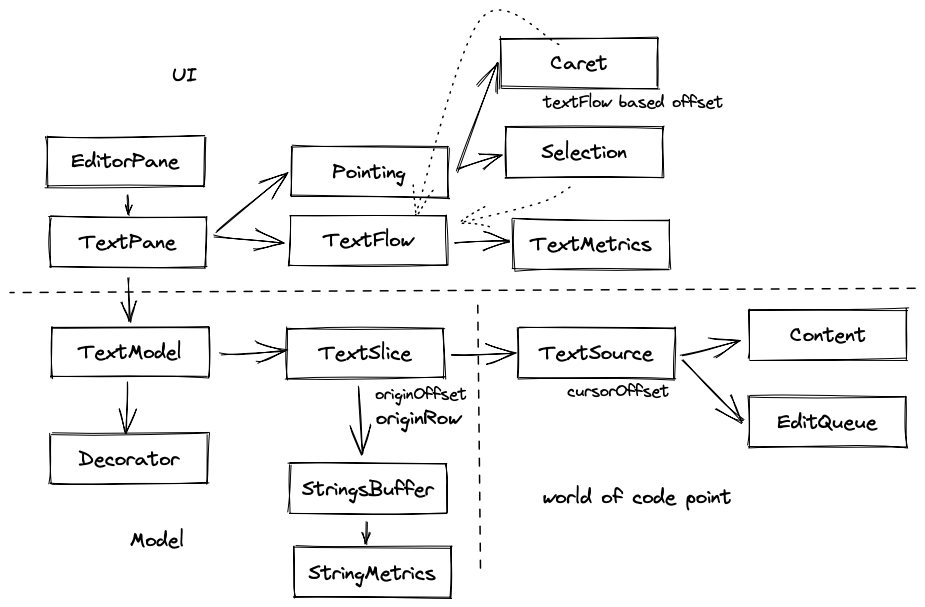 UI
Caret
textFlow based offset
EditorPane
Pointing
Selection
TextPane
TextFlow
TextMetrics
TextModel
TextSlice
TextSource
Content
originOffset
originRow
cursorOffset
EditQueue
Decorator
StringsBuffer
world of code point
Model
StringMetrics